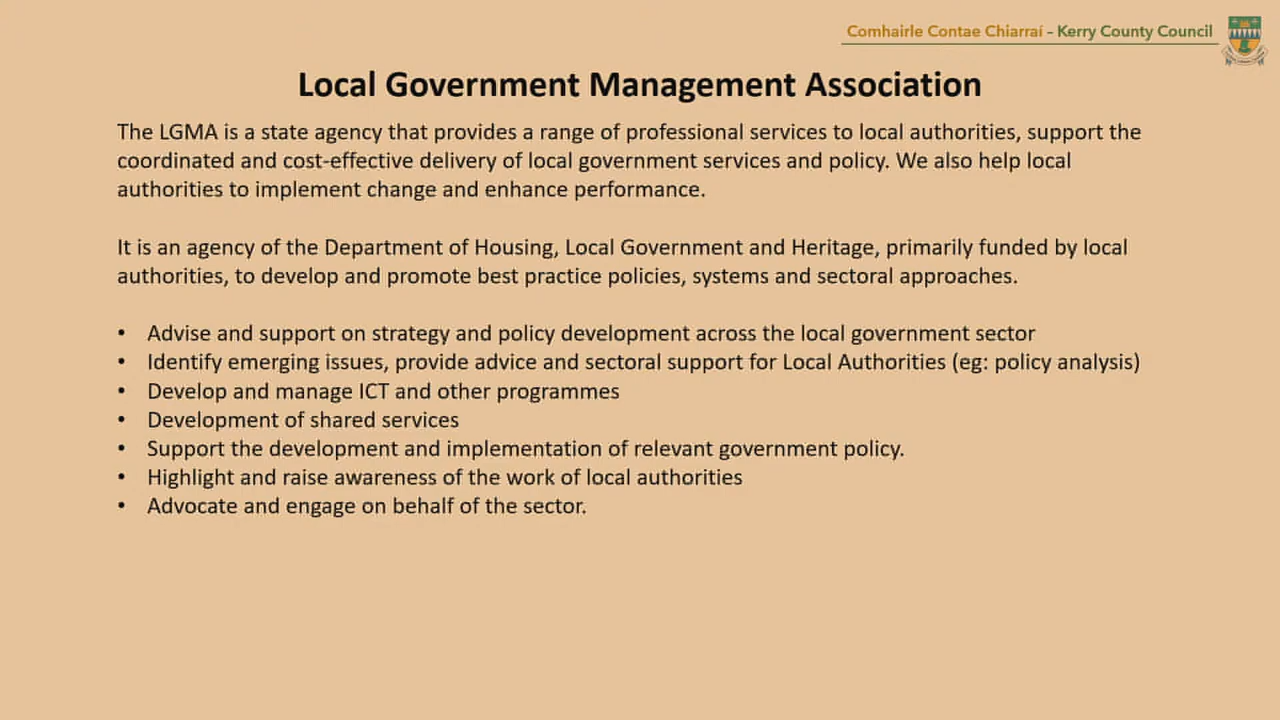 Comhairle Contae Chiarraí – Kerry County Council
Local Government Management Association
The LGMA is a state agency that provides a range of professional services to local authorities, support the
coordinated and cost-effective delivery of local government services and policy. We also help local
authorities to implement change and enhance performance.
It is an agency of the Department of Housing, Local Government and Heritage, primarily funded by local
authorities, to develop and promote best practice policies, systems and sectoral approaches.
• Advise and support on strategy and policy development across the local government sector
• Identify emerging issues, provide advice and sectoral support for Local Authorities (eg: policy analysis)
• Develop and manage ICT and other programmes
• Development of shared services
• Support the development and implementation of relevant government policy.
• Highlight and raise awareness of the work of local authorities
• Advocate and engage on behalf of the sector.